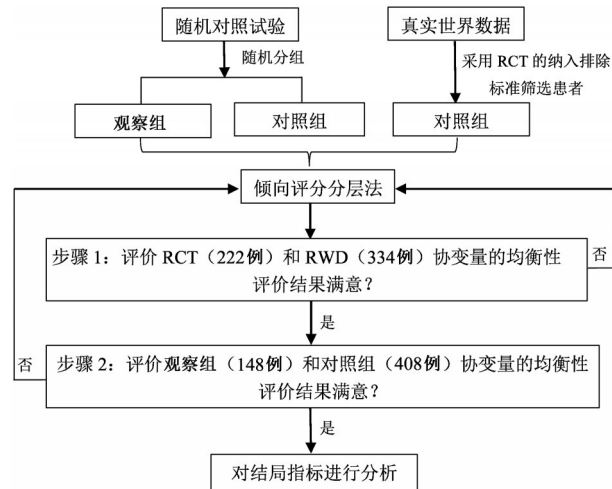 随机对照试验
真实世界数据
随机分组
采用 RCT 的纳入排除
标准筛选患者
观察组
对照组
对照组
倾向评分分层法
步骤 1：评价 RCT（222例）和 RWD（334例）协变量的均衡性
评价结果满意？
否
是
否
步骤 2：评价观察组（148例）和对照组（408例）协变量的均衡性
评价结果满意？
是
对结局指标进行分析